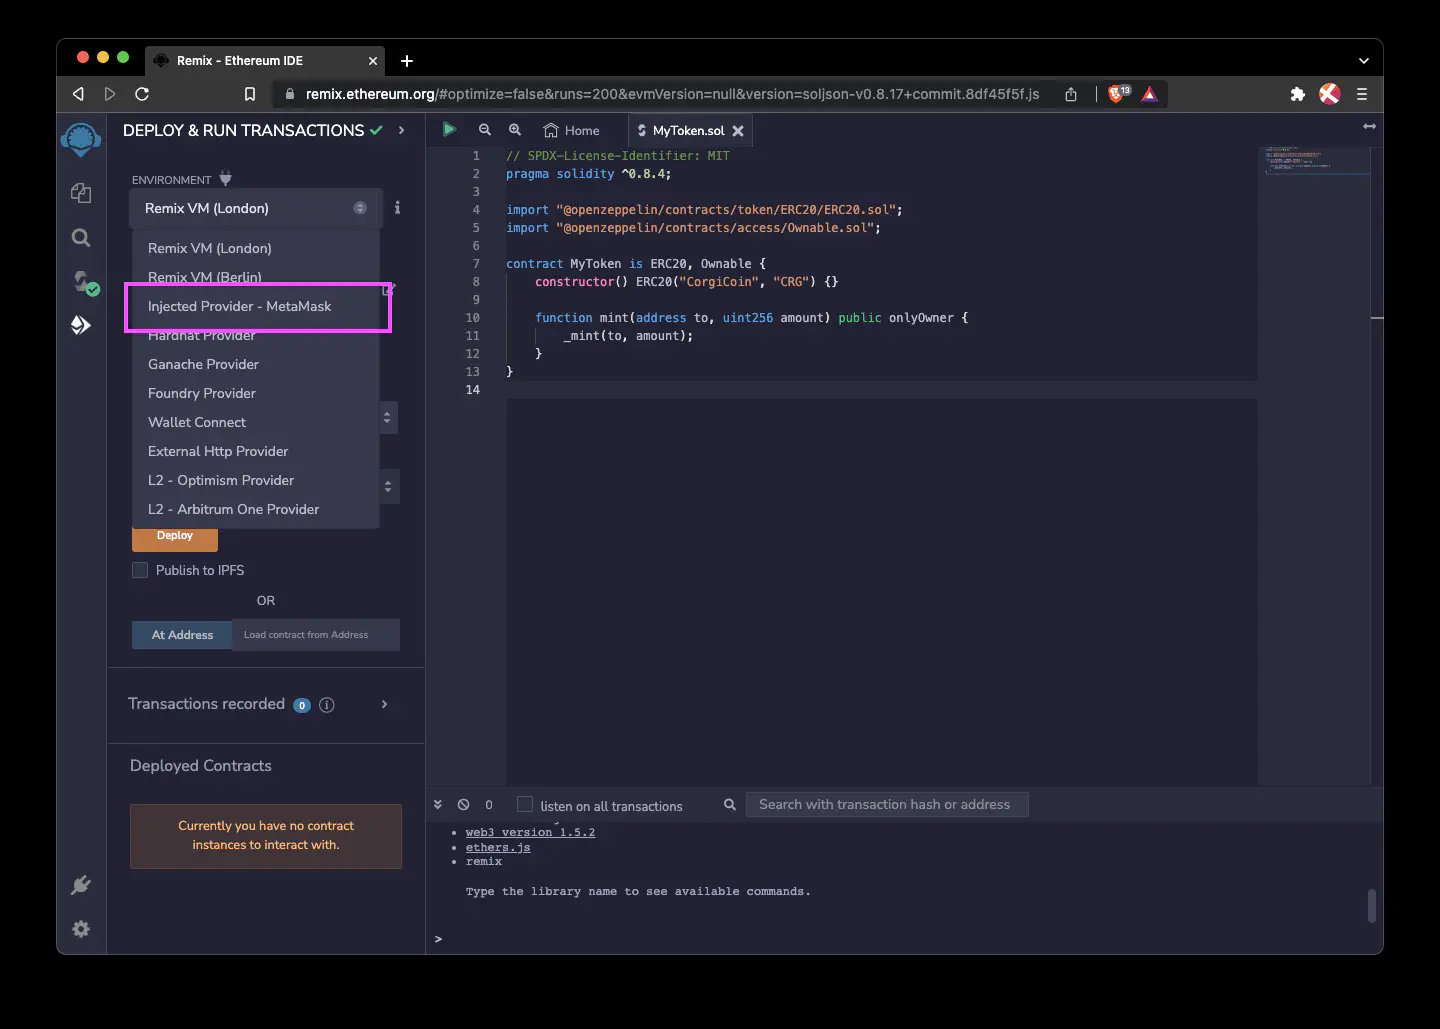 Remix - Ethereum IDE
remix.ethereum.org/#optimize=false&runs=200&evmVersion=null&version=soljson-v0.8.17+commit.8df45f5f.js
13
DEPLOY & RUN TRANSACTIONS
ENVIRONMENT
Remix VM (London)
Remix VM (London)
Remix VM (Berlin)
Injected Provider - MetaMask
Hardhat Provider
Ganache Provider
Foundry Provider
Wallet Connect
External Http Provider
L2 - Optimism Provider
L2 - Arbitrum One Provider
Deploy
Publish to IPFS
OR
At Address
Load contract from Address
Transactions recorded 0
Deployed Contracts
Currently you have no contract
instances to interact with.
Home
MyToken.sol
1 // SPDX-License-Identifier: MIT
2 pragma solidity ^0.8.4;
3
4 import "@openzeppelin/contracts/token/ERC20/ERC20.sol";
5 import "@openzeppelin/contracts/access/Ownable.sol";
6
7 contract MyToken is ERC20, Ownable {
8 constructor() ERC20("CorgiCoin", "CRG") {}
9
10 function mint(address to, uint256 amount) public onlyOwner {
11 _mint(to, amount);
12 }
13 }
14
0 listen on all transactions
Search with transaction hash or address
web3 version 1.5.2
ethers.js
remix
Type the library name to see available commands.
>